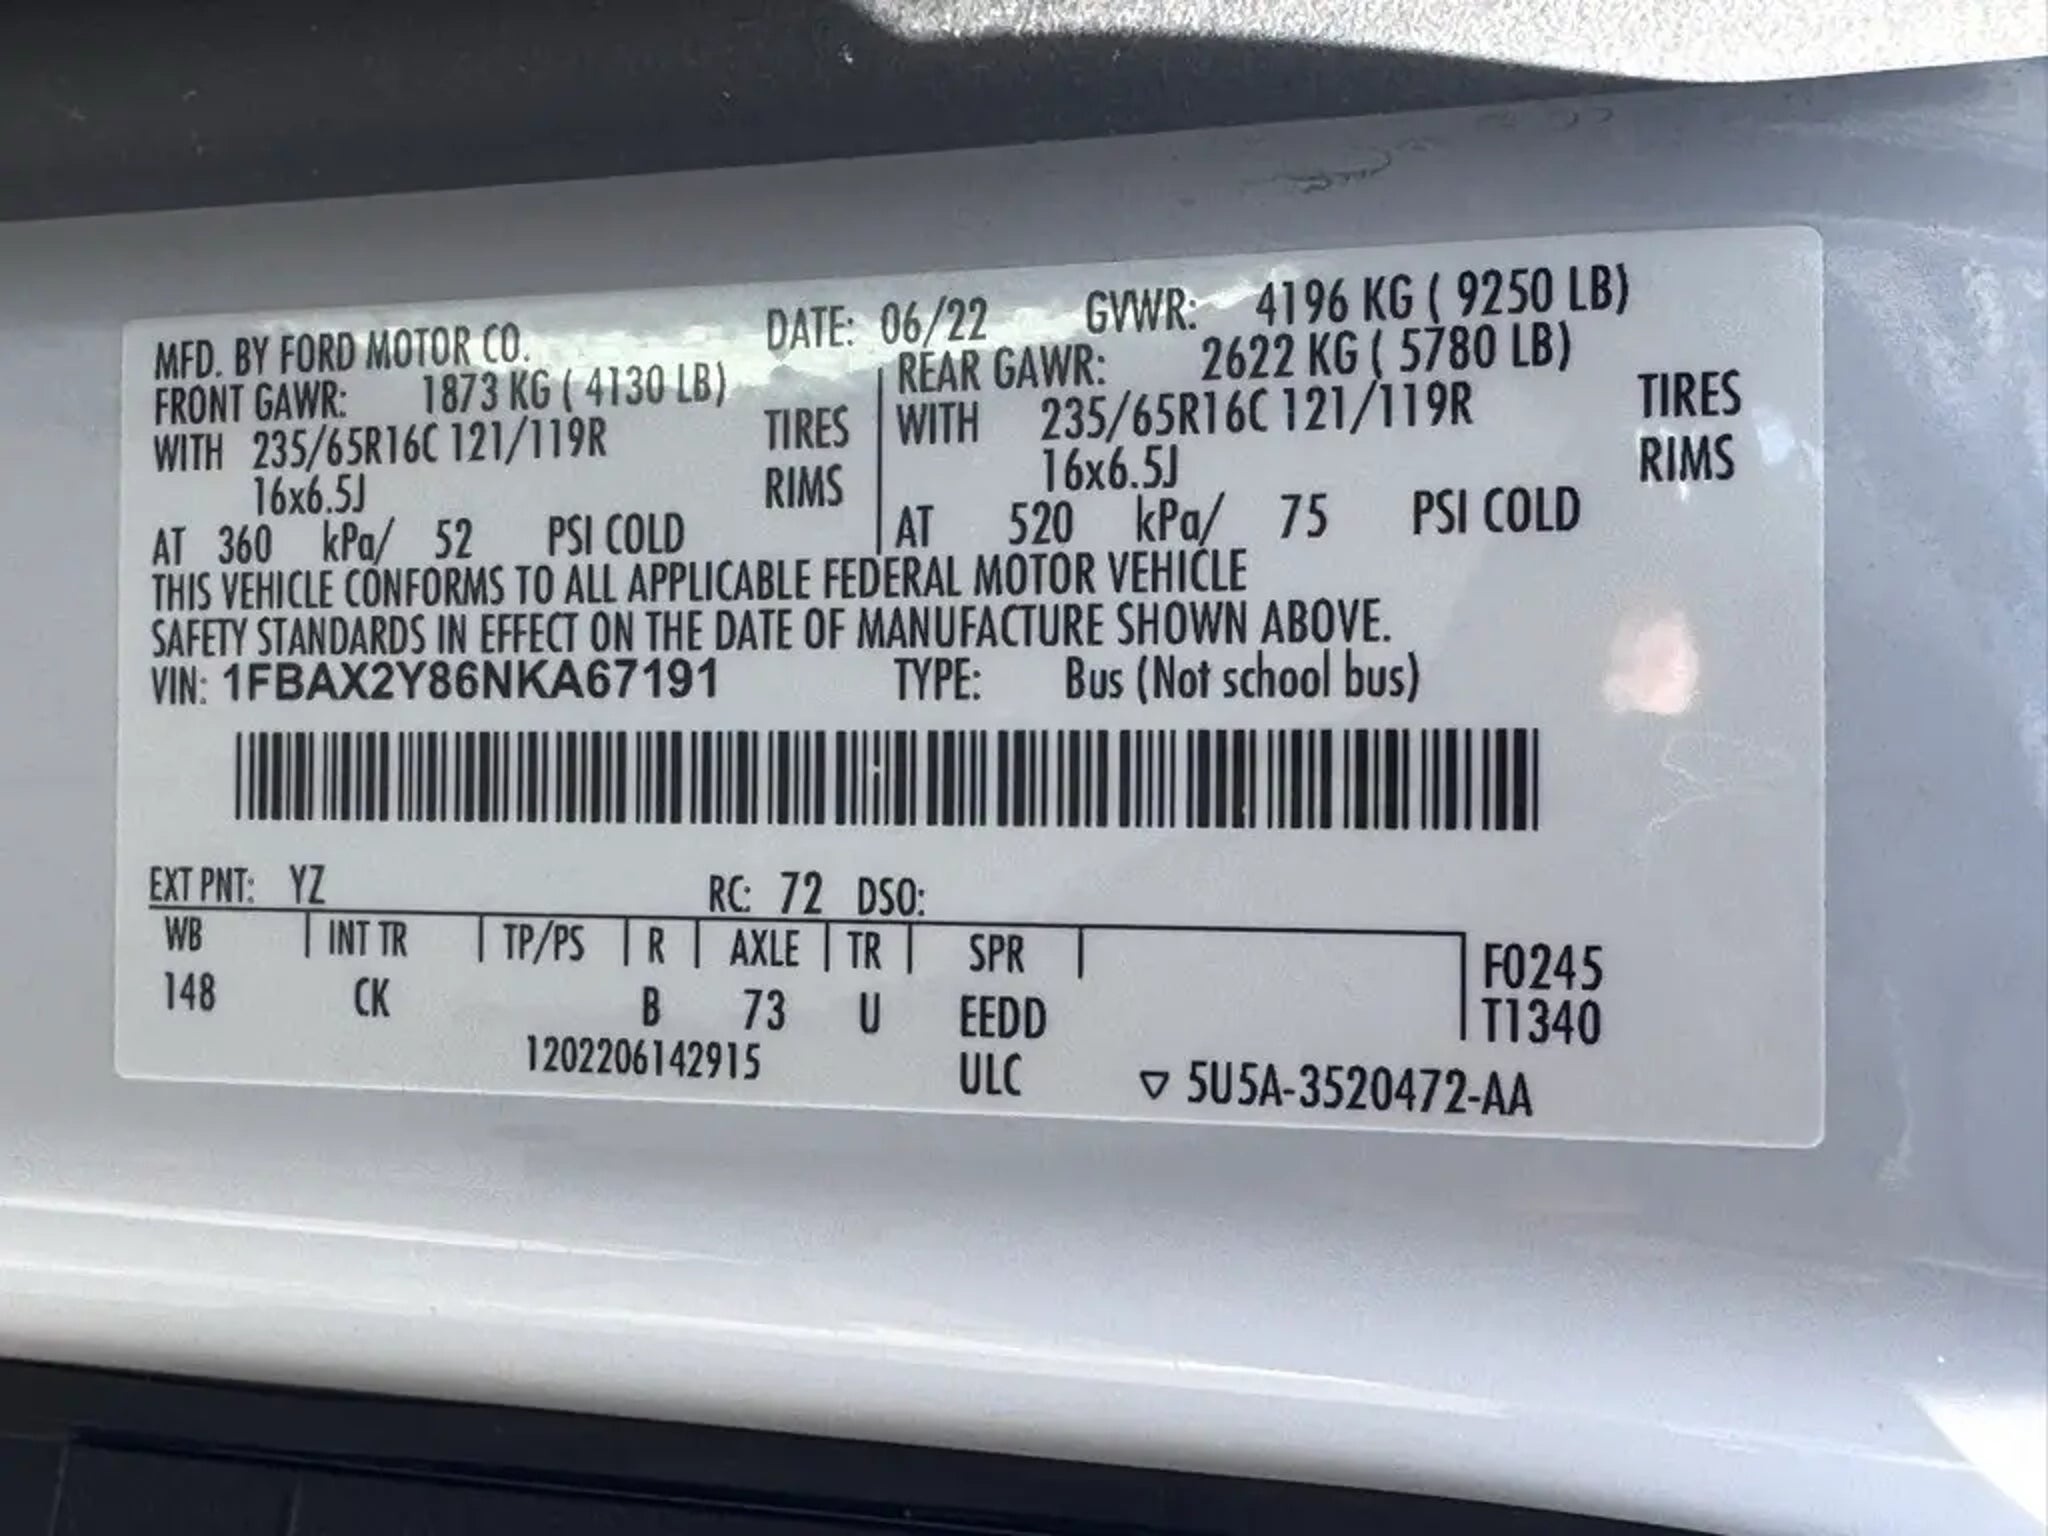 MFD. BY FORD MOTOR CO. DATE: 06/22 GVWR: 4196 KG ( 9250 LB)
FRONT GAWR: 1873 KG ( 4130 LB) REAR GAWR: 2622 KG ( 5780 LB)
WITH 235/65R16C 121/119R TIRES WITH 235/65R16C 121/119R TIRES
16x6.5J RIMS 16x6.5J RIMS
AT 360 kPa/ 52 PSI COLD AT 520 kPa/ 75 PSI COLD
THIS VEHICLE CONFORMS TO ALL APPLICABLE FEDERAL MOTOR VEHICLE
SAFETY STANDARDS IN EFFECT ON THE DATE OF MANUFACTURE SHOWN ABOVE.
VIN: 1FBAX2Y86NKA67191 TYPE: Bus (Not school bus)
EXT PNT: YZ RC: 72 DSO:
WB INT TR TP/PS R AXLE TR SPR F0245
148 CK B 73 U EEDD T1340
1202206142915 ULC ▽ 5U5A-3520472-AA